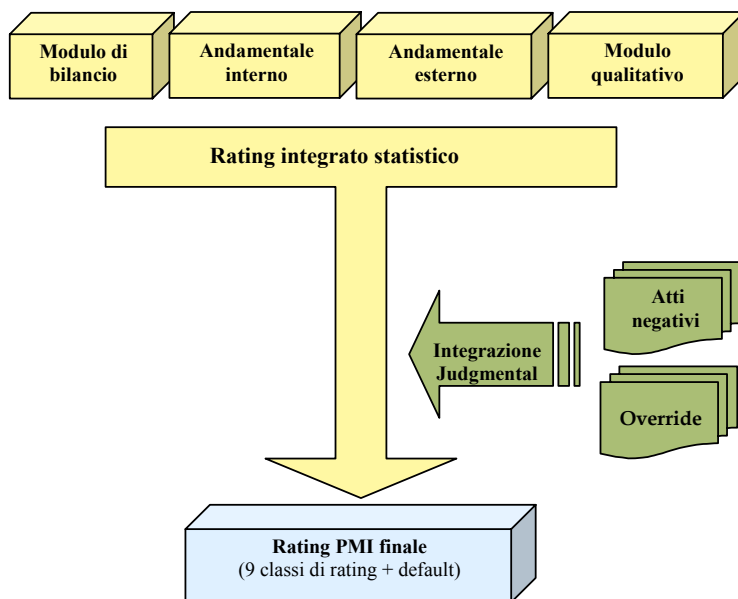 Modulo di
bilancio
Andamentale
interno
Andamentale
esterno
Modulo
qualitativo
Rating integrato statistico
Atti
negativi
Integrazione
Judgmental
Override
Rating PMI finale
(9 classi di rating + default)